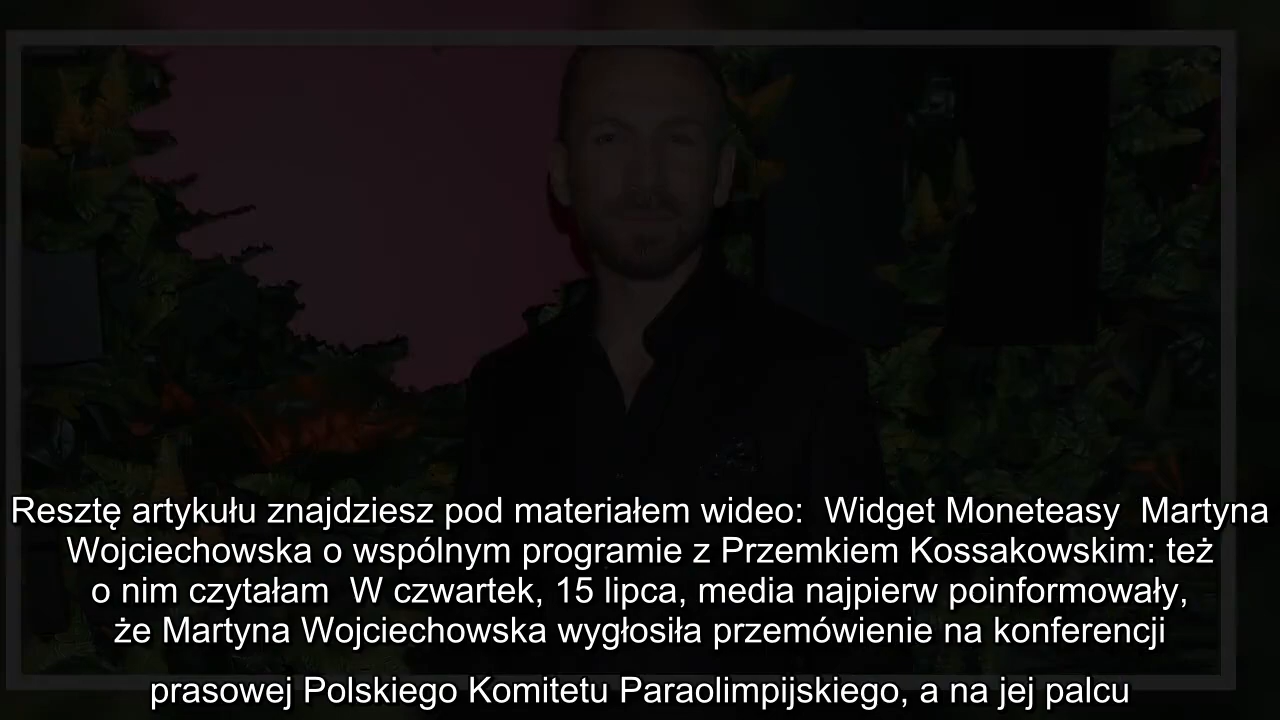 Resztę artykułu znajdziesz pod materiałem wideo:  Widget Moneteasy  Martyna
Wojciechowska o wspólnym programie z Przemkiem Kossakowskim: też
o nim czytałam  W czwartek, 15 lipca, media najpierw poinformowały,
że Martyna Wojciechowska wygłosiła przemówienie na konferencji
prasowej Polskiego Komitetu Paraolimpijskiego, a na jej palcu